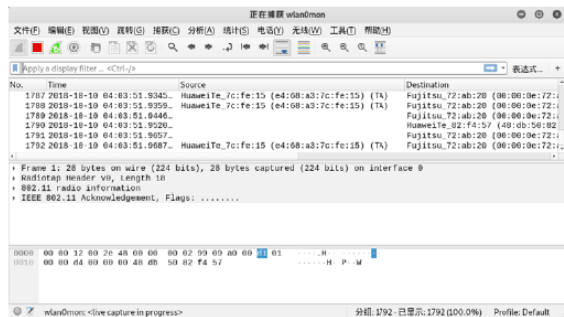 正在捕获 wlan0mon
文件(F) 编辑(E) 视图(V) 跳转(G) 捕获(C) 分析(A) 统计(S) 电话(Y) 无线(W) 工具(T) 帮助(H)
Apply a display filter ... <Ctrl-/> 表达式... +
No. Time Source Destination
1787 2018-10-10 04:03:51.9345… HuaweiTe_7c:fe:15 (e4:68:a3:7c:fe:15) (TA) Fujitsu_72:ab:20 (00:00:0e:72:
1788 2018-10-10 04:03:51.9359… HuaweiTe_7c:fe:15 (e4:68:a3:7c:fe:15) (TA) Fujitsu_72:ab:20 (00:00:0e:72:
1789 2018-10-10 04:03:51.9446… Fujitsu_72:ab:20 (00:00:0e:72:
1790 2018-10-10 04:03:51.9520… HuaweiTe_82:f4:57 (48:db:50:82
1791 2018-10-10 04:03:51.9657… Fujitsu_72:ab:20 (00:00:0e:72:
1792 2018-10-10 04:03:51.9687… HuaweiTe_7c:fe:15 (e4:68:a3:7c:fe:15) (TA) Fujitsu_72:ab:20 (00:00:0e:72:
Frame 1: 28 bytes on wire (224 bits), 28 bytes captured (224 bits) on interface 0
Radiotap Header v0, Length 18
802.11 radio information
IEEE 802.11 Acknowledgement, Flags: ........
0000 00 00 12 00 2e 48 00 00 00 02 99 09 a0 00 d1 01 .....H.. ........
0010 00 00 d4 00 00 00 48 db 50 82 f4 57 ......H. P..W
wlan0mon: <live capture in progress> 分组: 1792 · 已显示: 1792 (100.0%) Profile: Default